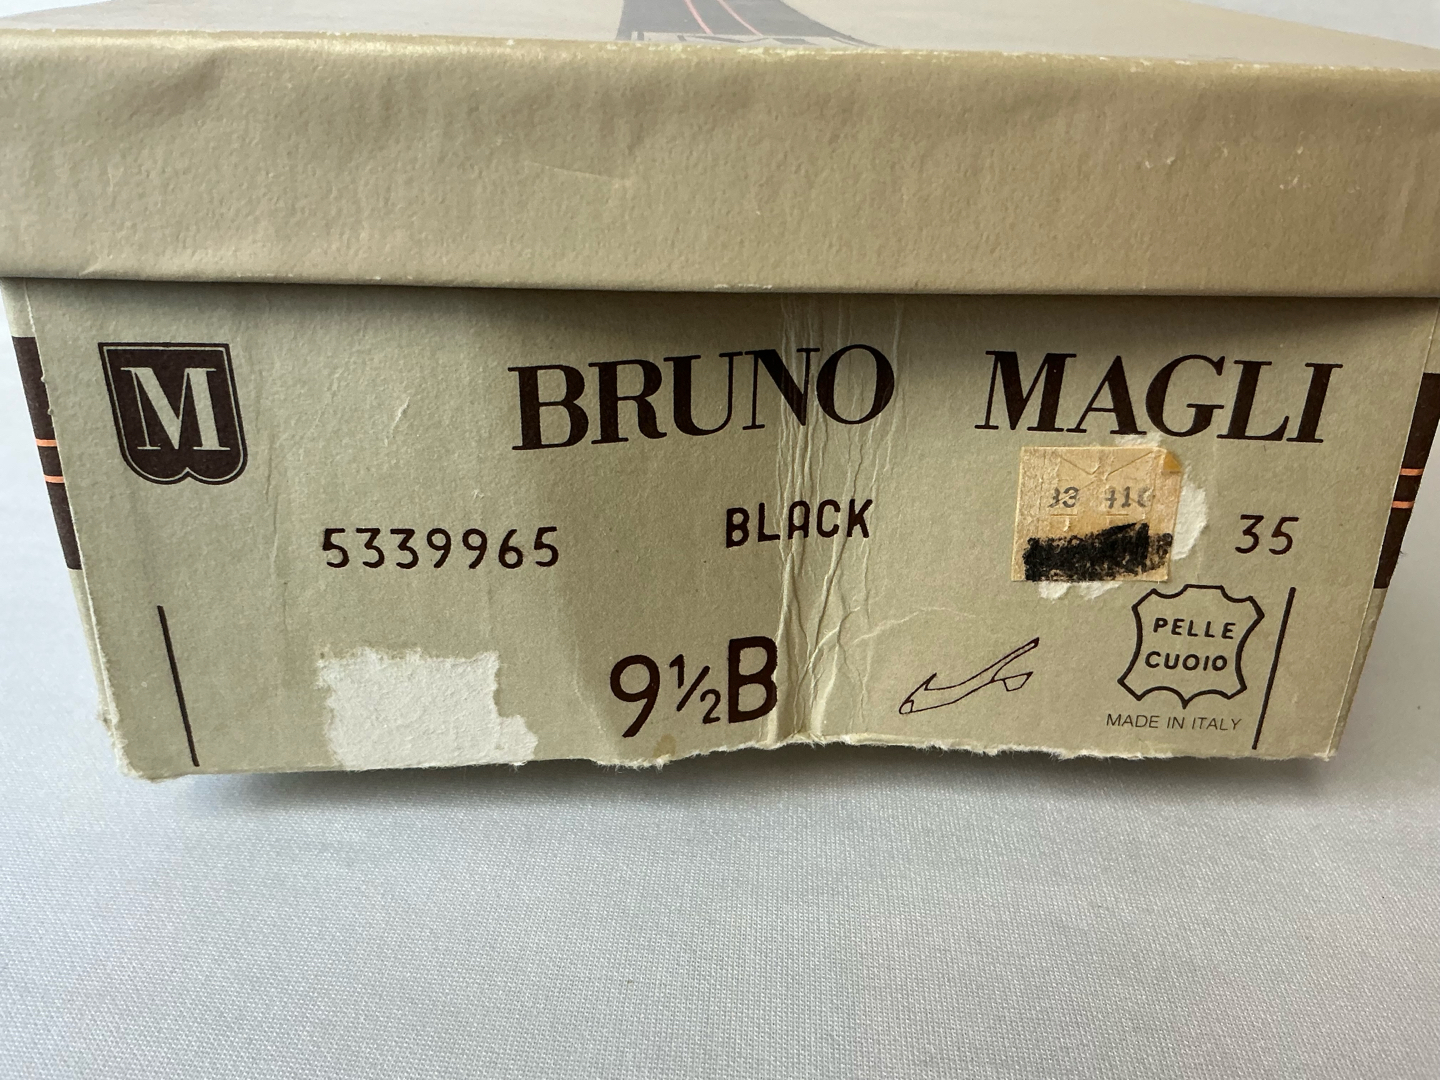 M
BRUNO MAGLI
5339965
BLACK
35
9½B
PELLE
CUOIO
MADE IN ITALY